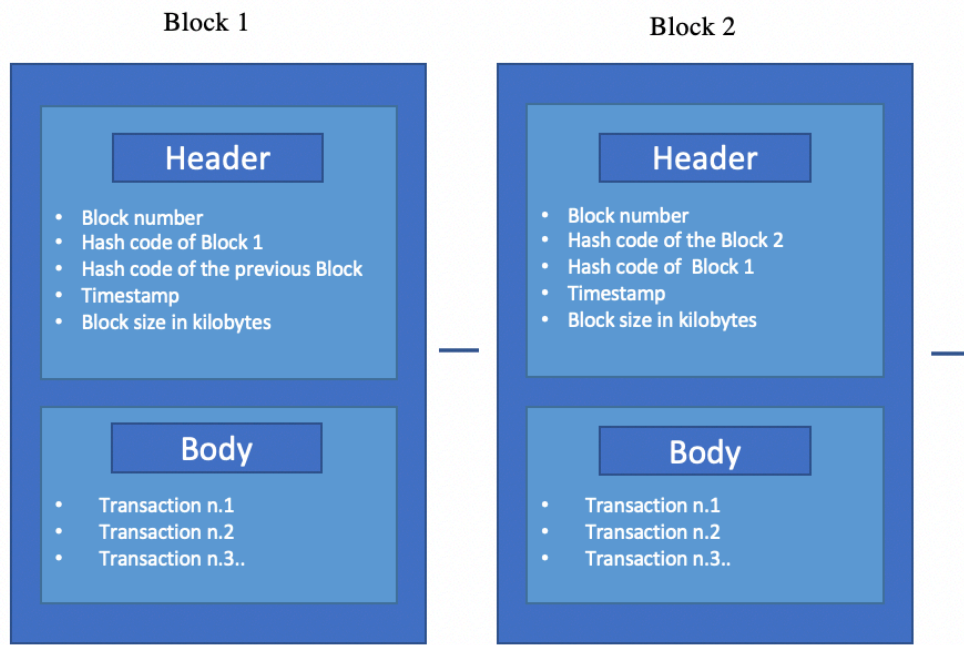 Block 1
Header
• Block number
• Hash code of Block 1
• Hash code of the previous Block
• Timestamp
• Block size in kilobytes
Body
• Transaction n.1
• Transaction n.2
• Transaction n.3..
Block 2
Header
• Block number
• Hash code of the Block 2
• Hash code of  Block 1
• Timestamp
• Block size in kilobytes
Body
• Transaction n.1
• Transaction n.2
• Transaction n.3..